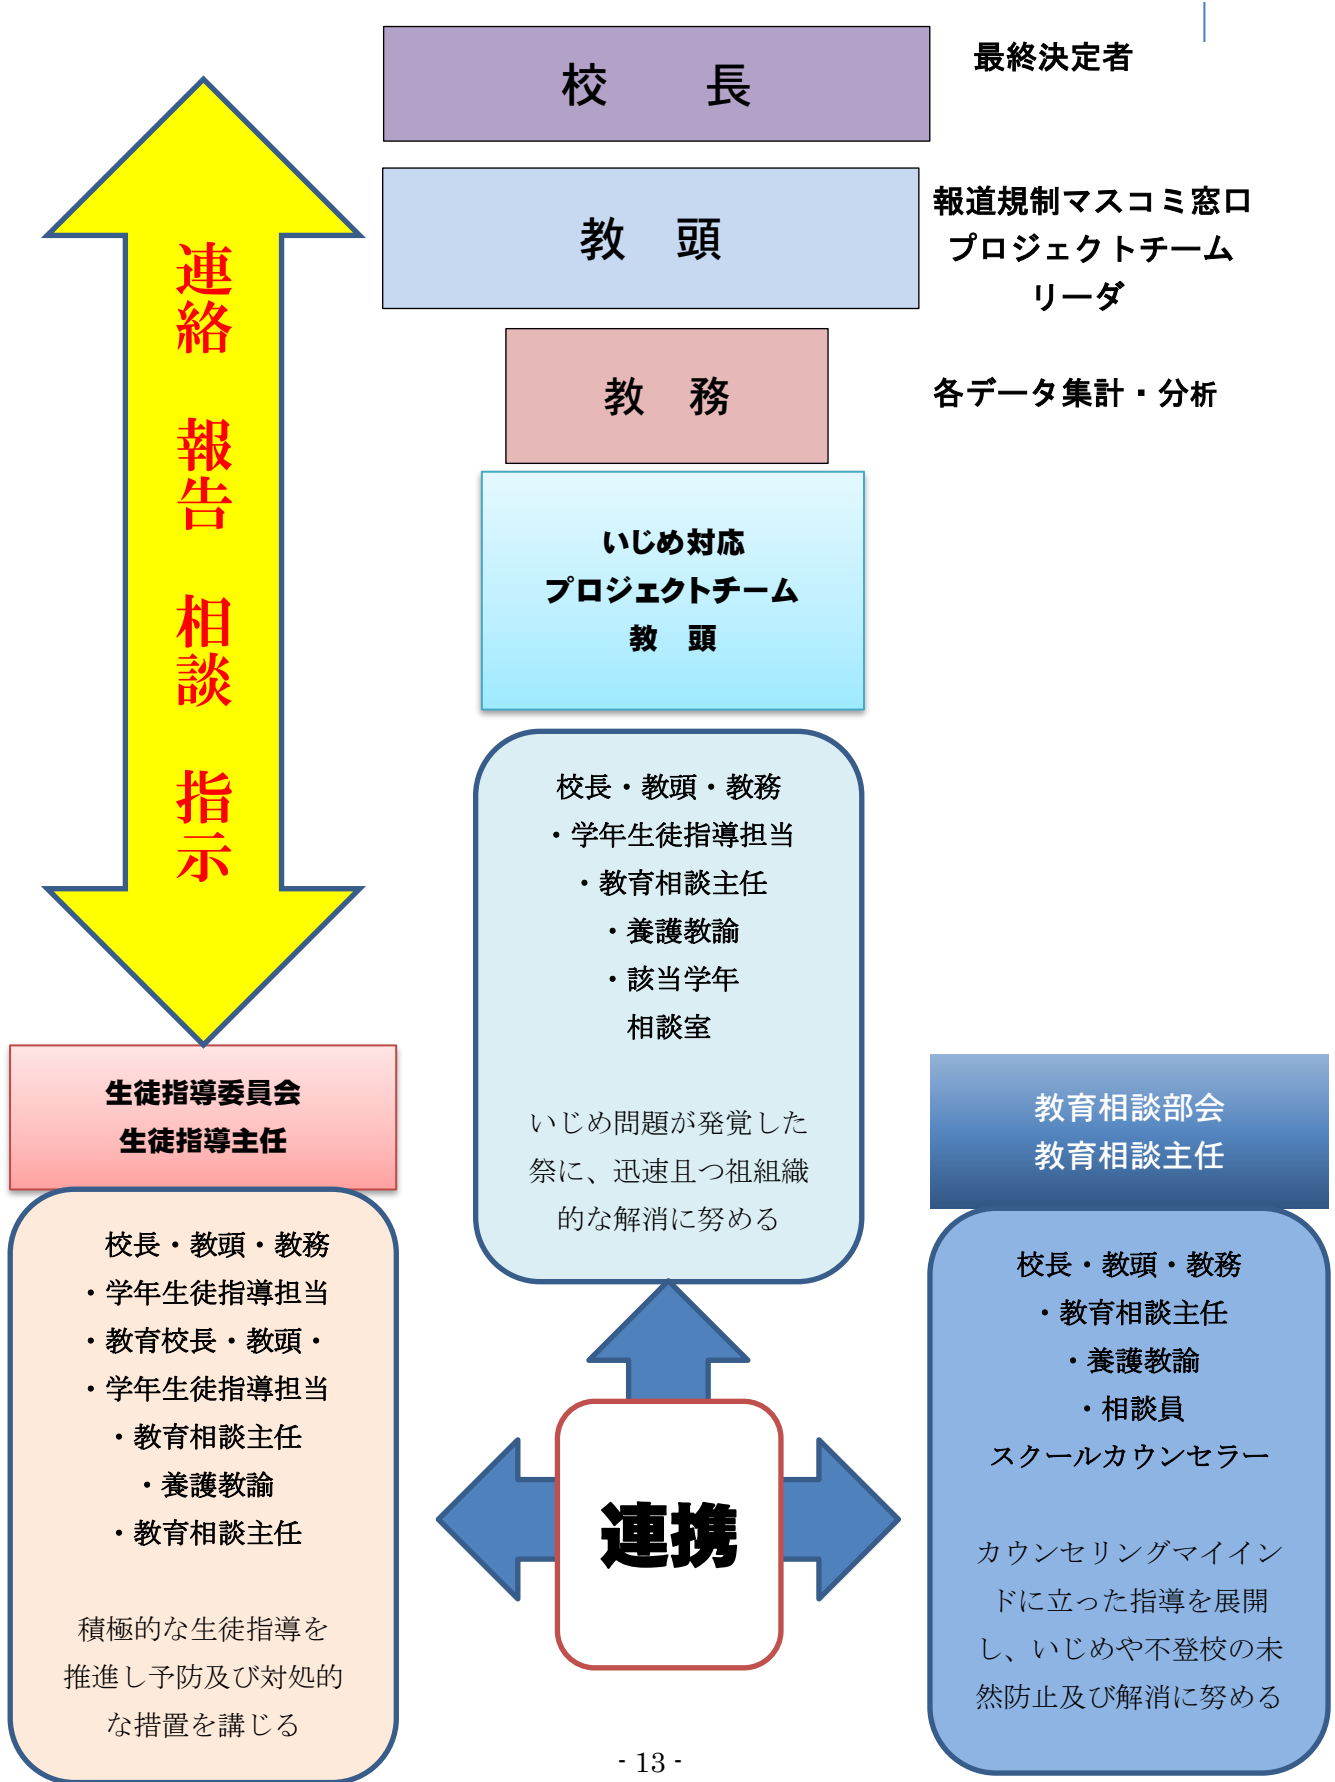 校　長
最終決定者
教　頭
報道規制マスコミ窓口
プロジェクトチーム
リーダ
教　務
各データ集計・分析
連絡　報告　相談　指示
いじめ対応
プロジェクトチーム
教　頭
校長・教頭・教務
・学年生徒指導担当
・教育相談主任
・養護教諭
・該当学年
相談室
いじめ問題が発覚した
祭に、迅速且つ祖組織
的な解消に努める
生徒指導委員会
生徒指導主任
校長・教頭・教務
・学年生徒指導担当
・教育校長・教頭・
・学年生徒指導担当
・教育相談主任
・養護教諭
・教育相談主任
積極的な生徒指導を
推進し予防及び対処的
な措置を講じる
連携
教育相談部会
教育相談主任
校長・教頭・教務
・教育相談主任
・養護教諭
・相談員
スクールカウンセラー
カウンセリングマイイン
ドに立った指導を展開
し、いじめや不登校の未
然防止及び解消に努める
- 13 -